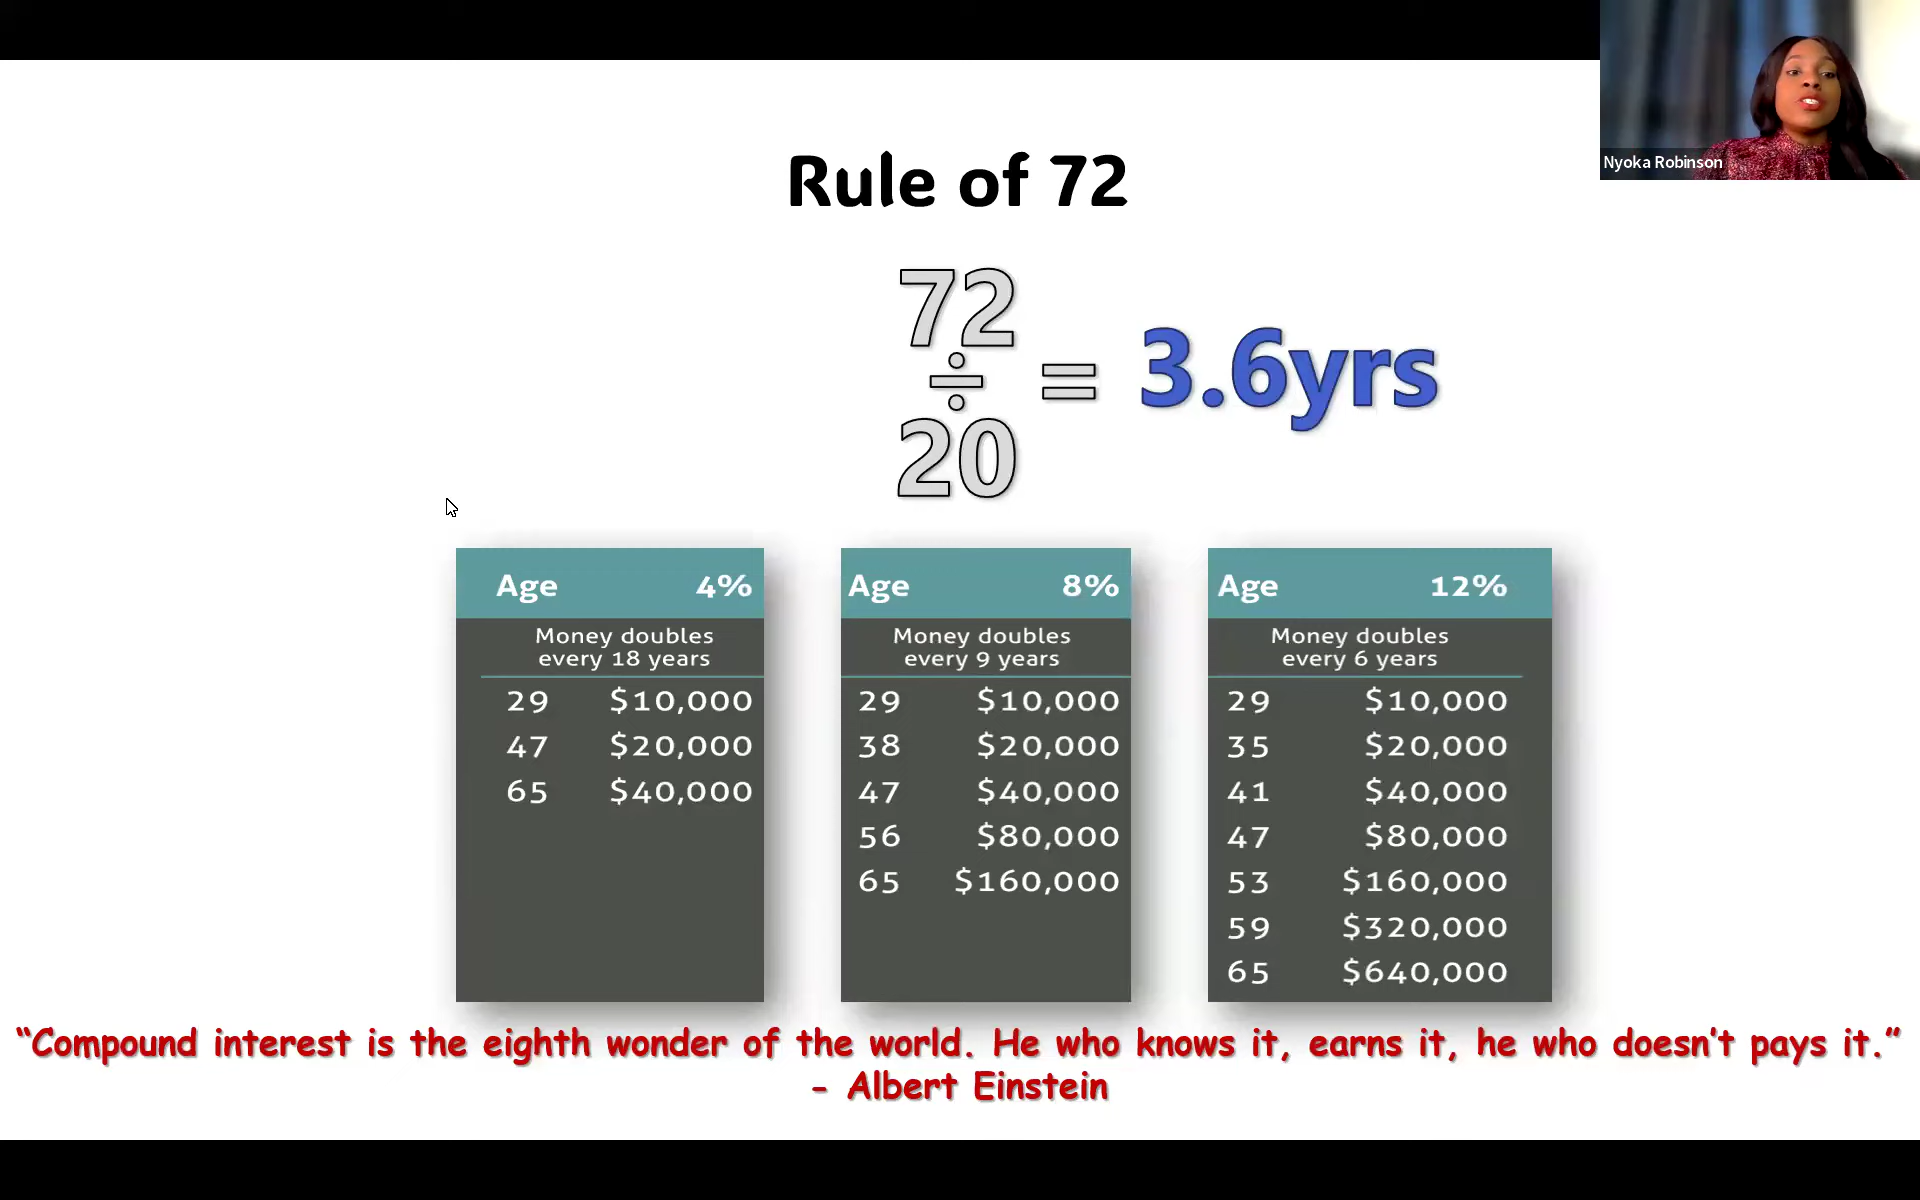 Nyoka Robinson
Rule of 72
72
÷
20
= 3.6yrs
Age 4%
Money doubles
every 18 years
29 $10,000
47 $20,000
65 $40,000
Age 8%
Money doubles
every 9 years
29 $10,000
38 $20,000
47 $40,000
56 $80,000
65 $160,000
Age 12%
Money doubles
every 6 years
29 $10,000
35 $20,000
41 $40,000
47 $80,000
53 $160,000
59 $320,000
65 $640,000
“Compound interest is the eighth wonder of the world. He who knows it, earns it, he who doesn’t pays it.”
- Albert Einstein